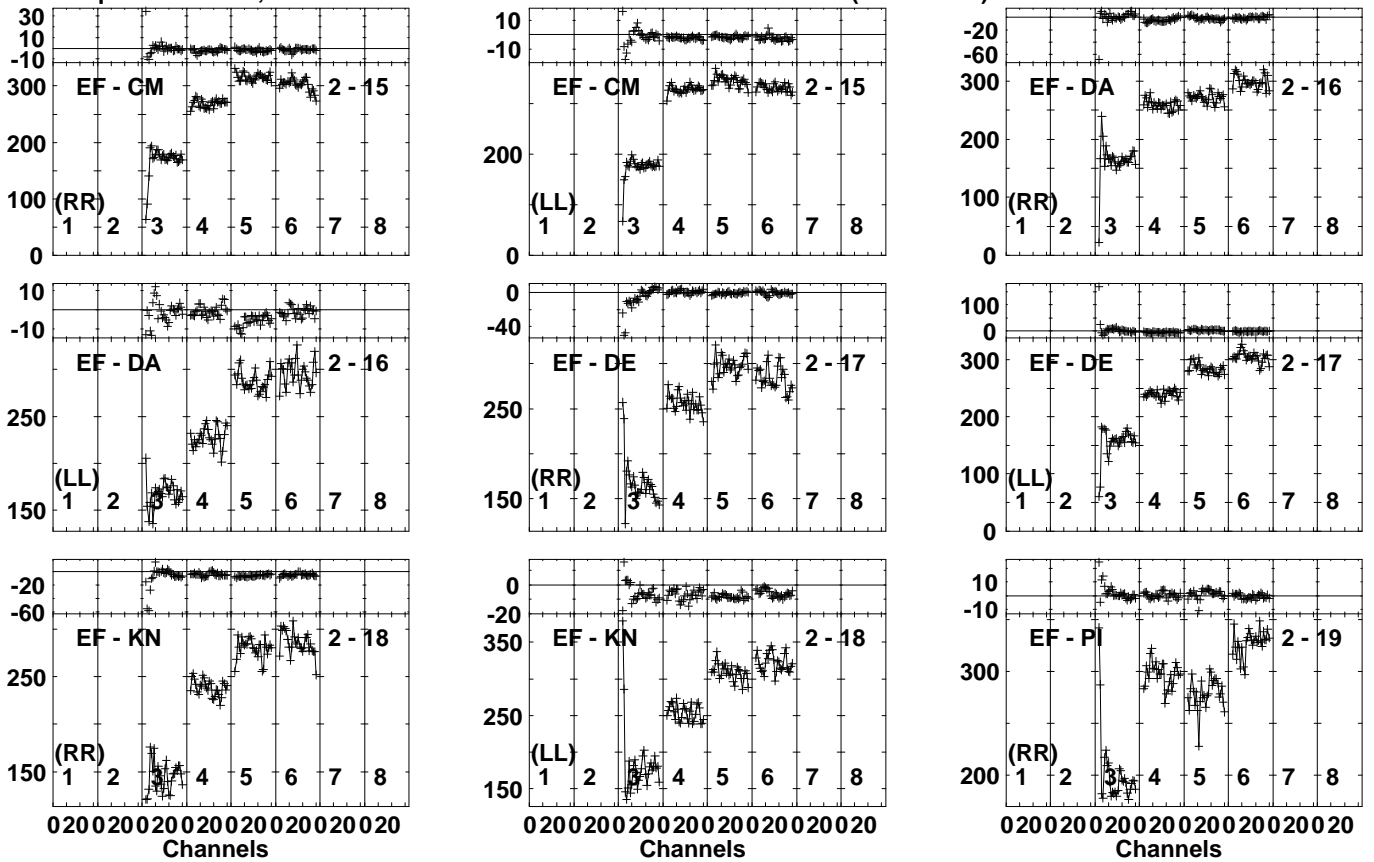 30
10
-10
300
200
100
0
EF - CM 2 - 15
(RR)
1 2 3 4 5 6 7 8
10
-10
200
0
EF - CM 2 - 15
(LL)
1 2 3 4 5 6 7 8
-20
-60
300
200
100
0
EF - DA 2 - 16
(RR)
1 2 3 4 5 6 7 8
10
-10
250
150
EF - DA 2 - 16
(LL)
1 2 3 4 5 6 7 8
0
-40
250
150
EF - DE 2 - 17
(RR)
1 2 3 4 5 6 7 8
100
0
300
200
100
0
EF - DE 2 - 17
(LL)
1 2 3 4 5 6 7 8
-20
-60
250
150
EF - KN 2 - 18
(RR)
1 2 3 4 5 6 7 8
0 20 0 20 0 20 0 20 0 20 0 20 0 20 0 20
Channels
0
-20
350
250
150
EF - KN 2 - 18
(LL)
1 2 3 4 5 6 7 8
0 20 0 20 0 20 0 20 0 20 0 20 0 20 0 20
Channels
10
-10
300
200
EF - PI 2 - 19
(RR)
1 2 3 4 5 6 7 8
0 20 0 20 0 20 0 20 0 20 0 20 0 20 0 20
Channels